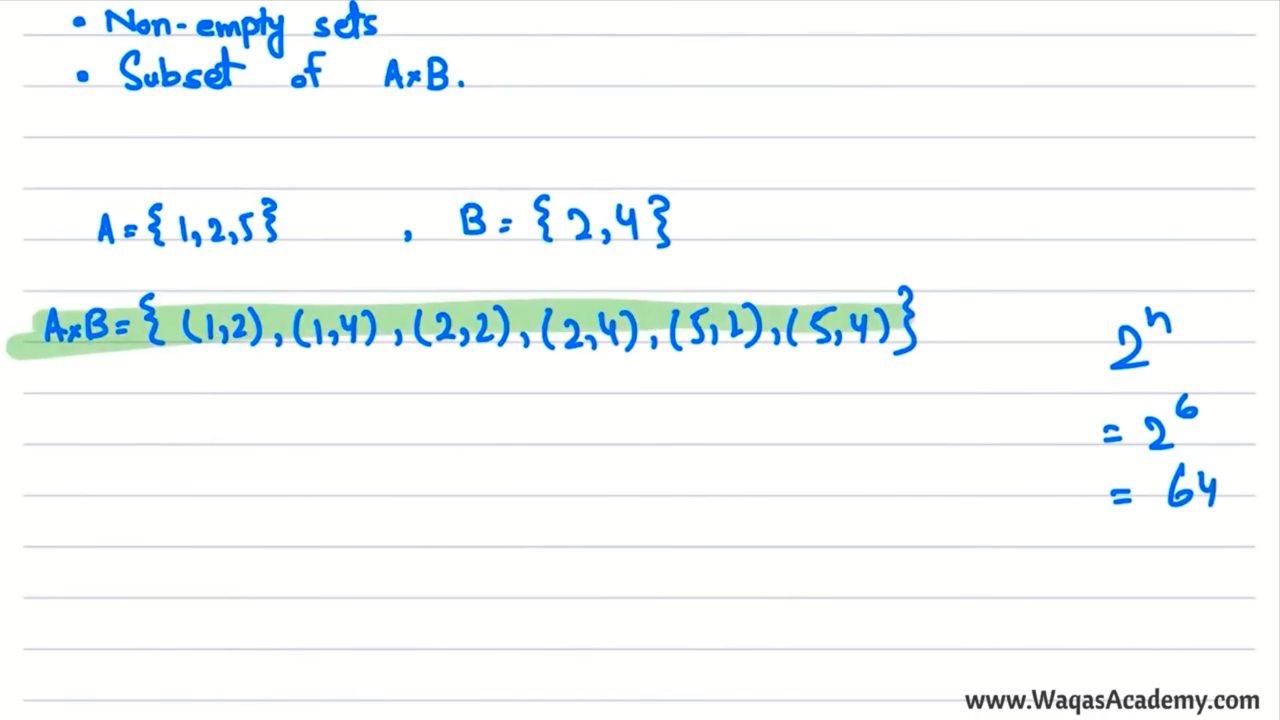 • Non-empty sets
• Subset of A×B.
A={1,2,5} , B={2,4}
A×B={(1,2),(1,4),(2,2),(2,4),(5,2),(5,4)}
2ⁿ
= 2⁶
= 64
www.WaqasAcademy.com